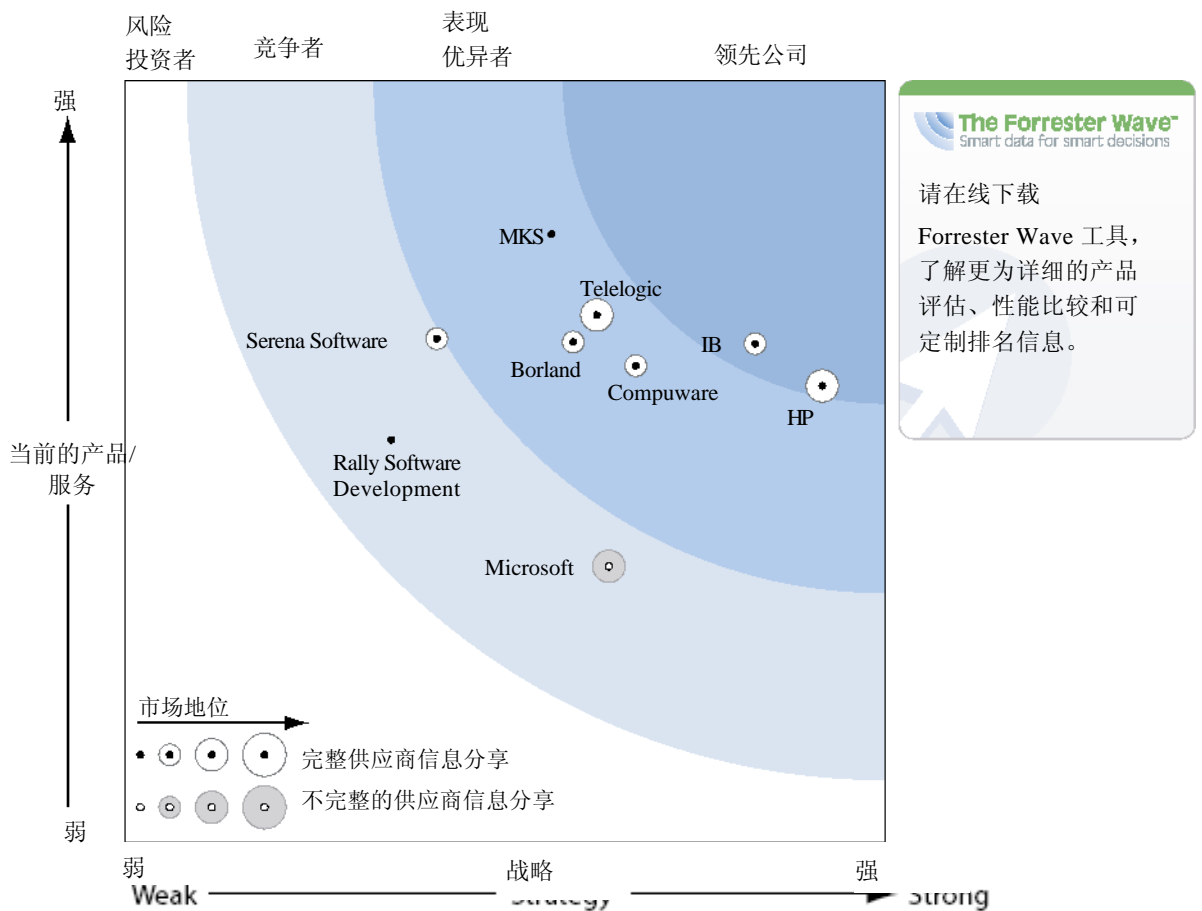 风险
投资者
竞争者
表现
优异者
领先公司
强
The Forrester Wave™
Smart data for smart decisions
请在线下载
Forrester Wave 工具，
了解更为详细的产品
评估、性能比较和可
定制排名信息。
MKS
Telelogic
Serena Software
Borland
IB
Compuware
HP
当前的产品/
服务
Rally Software
Development
Microsoft
市场地位
完整供应商信息分享
不完整的供应商信息分享
弱
弱
战略
强
Weak
Strategy
Strong